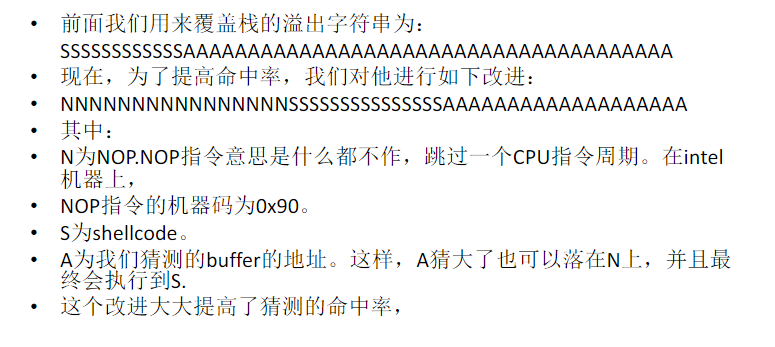 • 前面我们用来覆盖栈的溢出字符串为：
SSSSSSSSSSSSAAAAAAAAAAAAAAAAAAAAAAAAAAAAAAAAAAAAAA
• 现在，为了提高命中率，我们对他进行如下改进：
• NNNNNNNNNNNNNNNNSSSSSSSSSSSSSSSAAAAAAAAAAAAAAAAAAA
• 其中：
• N为NOP.NOP指令意思是什么都不作，跳过一个CPU指令周期。在intel
机器上，
• NOP指令的机器码为0x90。
• S为shellcode。
• A为我们猜测的buffer的地址。这样，A猜大了也可以落在N上，并且最
终会执行到S.
• 这个改进大大提高了猜测的命中率，